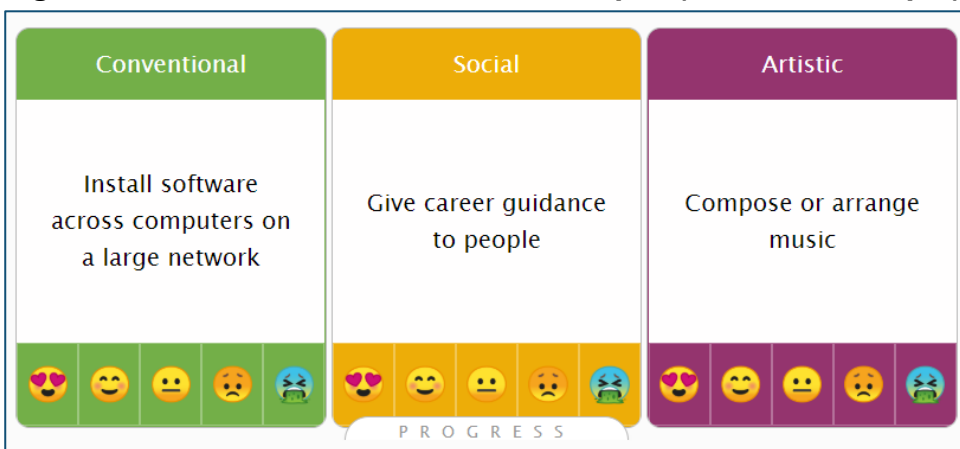 Conventional
Install software
across computers on
a large network
Social
Give career guidance
to people
Artistic
Compose or arrange
music
PROGRESS